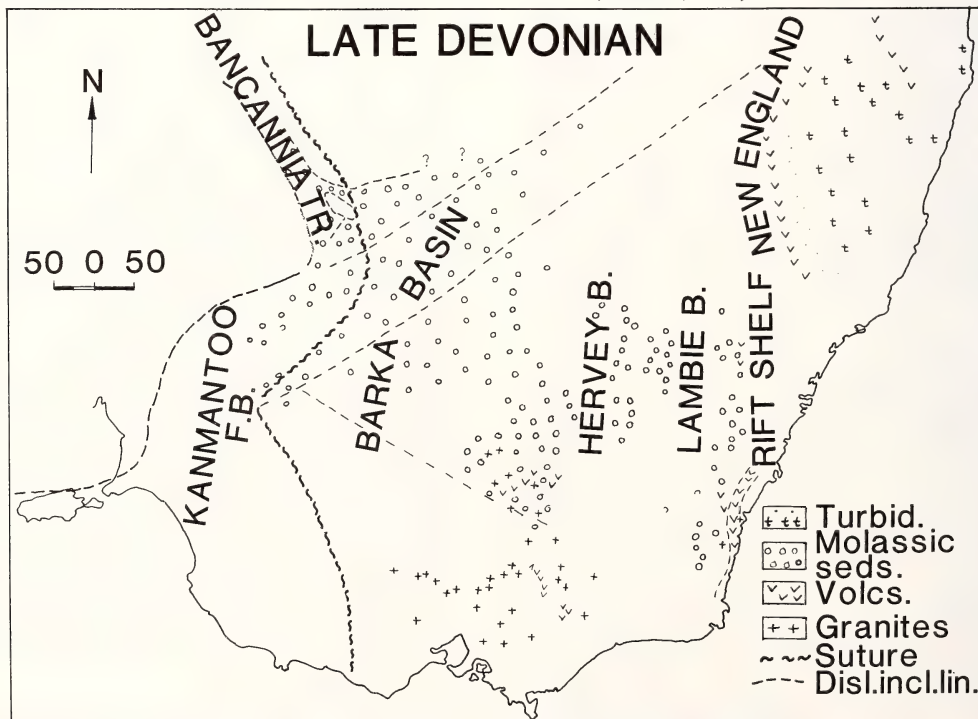 LATE DEVONIAN
N
50 0 50
BANCANNIA TR.
? ?
KANMANTOO
F.B.
BARKA BASIN
HERVEY B.
LAMBIE B.
RIFT SHELF NEW ENGLAND
Turbid.
Molassic
seds.
Volcs.
Granites
Suture
Disl.incl.lin.